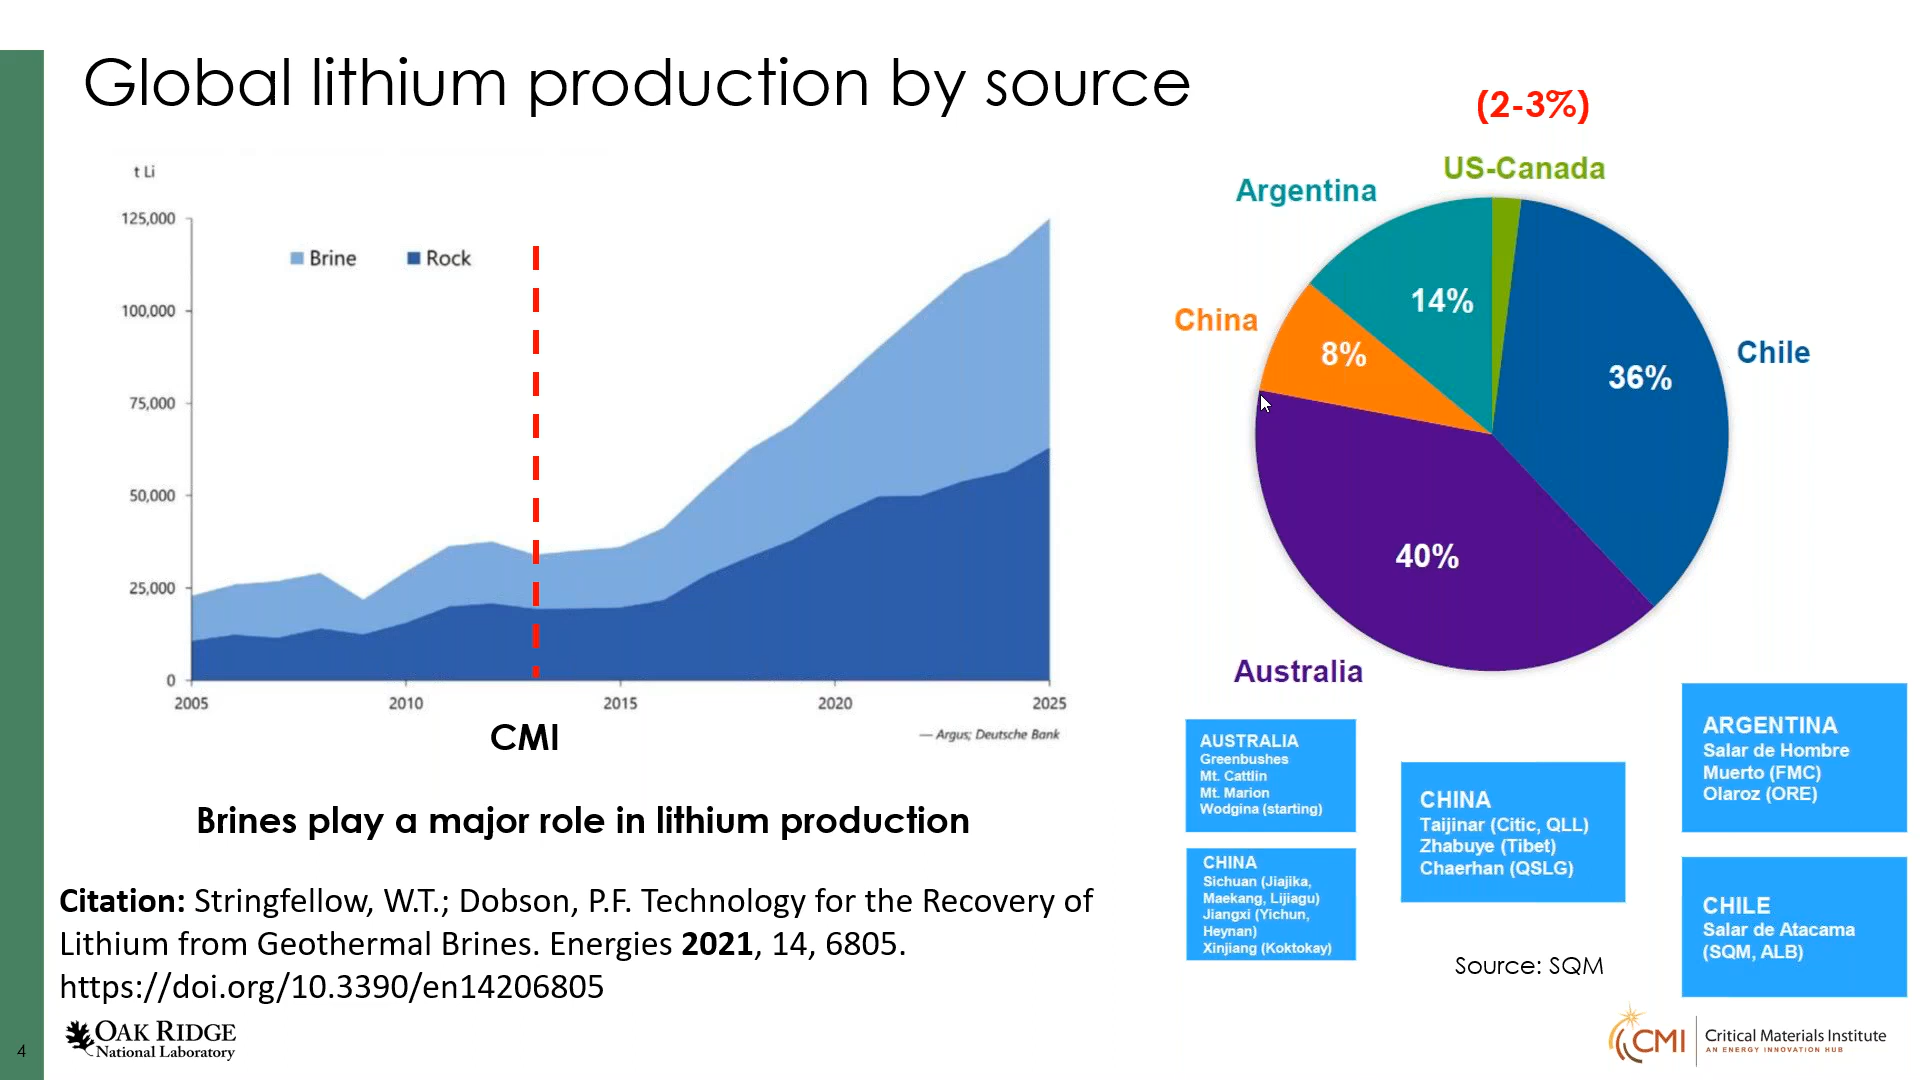 Global lithium production by source
t Li
125,000
100,000
75,000
50,000
25,000
0
Brine
Rock
2005
2010
2015
2020
2025
CMI
— Argus; Deutsche Bank
Brines play a major role in lithium production
Citation: Stringfellow, W.T.; Dobson, P.F. Technology for the Recovery of
Lithium from Geothermal Brines. Energies 2021, 14, 6805.
https://doi.org/10.3390/en14206805
(2-3%)
US-Canada
Argentina
14%
China
8%
Chile
36%
40%
Australia
AUSTRALIA
Greenbushes
Mt. Cattlin
Mt. Marion
Wodgina (starting)
CHINA
Sichuan (Jiajika,
Maekang, Lijiagu)
Jiangxi (Yichun,
Heynan)
Xinjiang (Koktokay)
CHINA
Taijinar (Citic, QLL)
Zhabuye (Tibet)
Chaerhan (QSLG)
ARGENTINA
Salar de Hombre
Muerto (FMC)
Olaroz (ORE)
CHILE
Salar de Atacama
(SQM, ALB)
Source: SQM
4
OAK RIDGE
National Laboratory
CMI
Critical Materials Institute
AN ENERGY INNOVATION HUB